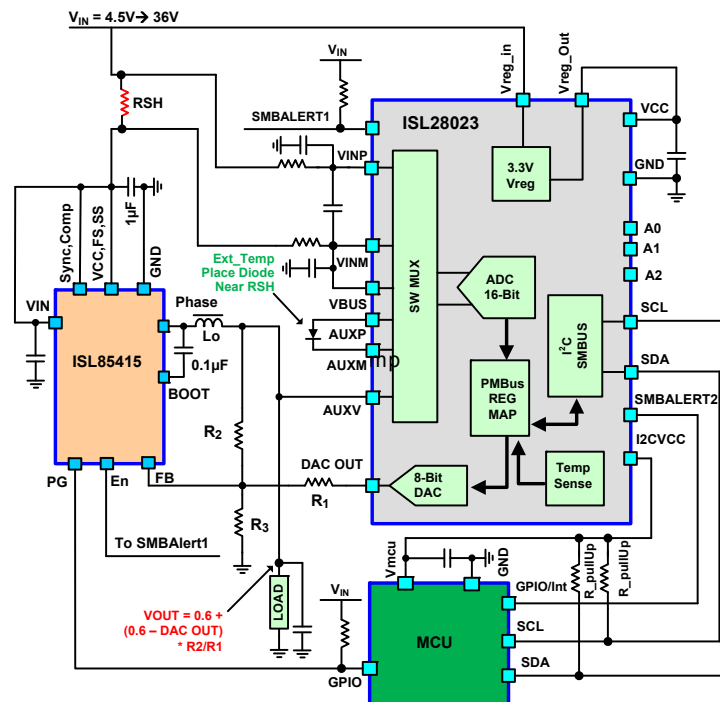 VIN = 4.5V→ 36V
RSH
VIN
SMBALERT1
Vreg_in
Vreg_Out
ISL28023
3.3V
Vreg
VCC
GND
VINP
VINM
VBUS
AUXP
AUXM
mp
AUXV
SW MUX
ADC
16-Bit
A0
A1
A2
SCL
I²C
SMBUS
SDA
SMBALERT2
I2CVCC
PMBus
REG
MAP
8-Bit
DAC
Temp
Sense
Ext_Temp
Place Diode
Near RSH
Sync,Comp
VCC,FS,SS
1µF
GND
VIN
ISL85415
Phase
Lo
0.1µF
BOOT
PG
En
FB
R2
DAC OUT
R1
R3
To SMBAlert1
VOUT = 0.6 +
(0.6 – DAC OUT)
* R2/R1
LOAD
VIN
GPIO
Vmcu
GND
MCU
GPIO/Int
SCL
SDA
R_pullUp
R_pullUp